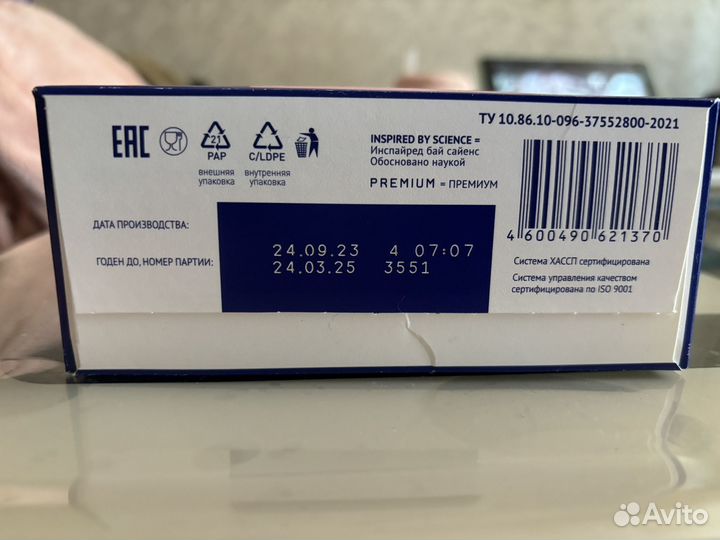 ТУ 10.86.10-096-37552800-2021
EAC
21
PAP
C/LDPE
внешняя
упаковка
внутренняя
упаковка
INSPIRED BY SCIENCE =
Инспайред бай сайенс
Обосновано наукой
PREMIUM = ПРЕМИУМ
4 600490 621370
ДАТА ПРОИЗВОДСТВА:
24.09.23 4 07:07
ГОДЕН ДО, НОМЕР ПАРТИИ:
24.03.25 3551
Система ХАССП сертифицирована
Система управления качеством
сертифицирована по ISO 9001
Avito